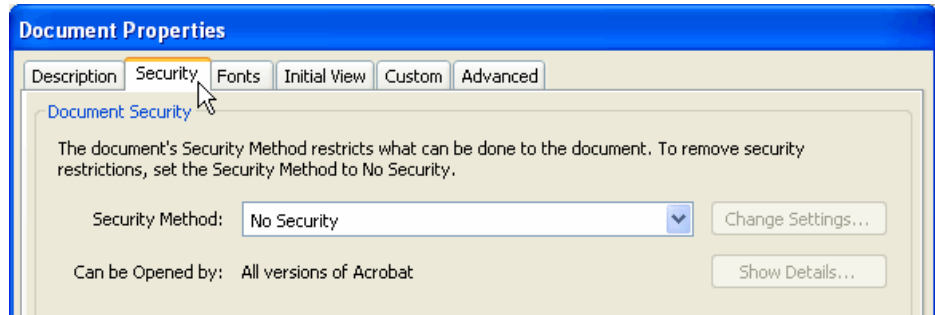 Document Properties
Description Security Fonts Initial View Custom Advanced
Document Security
The document's Security Method restricts what can be done to the document. To remove security
restrictions, set the Security Method to No Security.
Security Method: No Security Change Settings...
Can be Opened by: All versions of Acrobat Show Details...